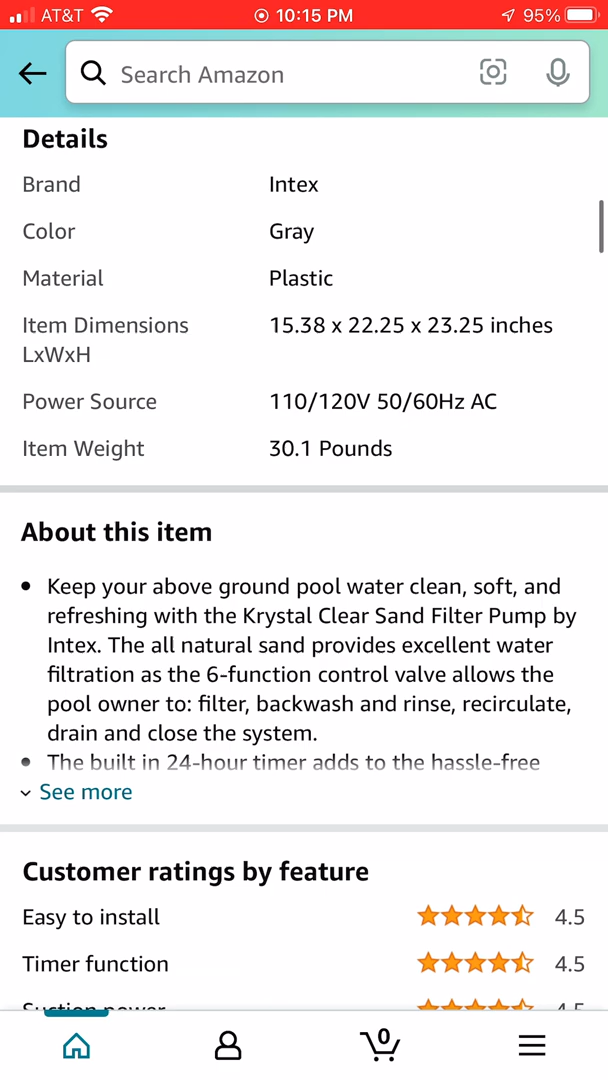 AT&T 10:15 PM 95%
Search Amazon
Details
Brand Intex
Color Gray
Material Plastic
Item Dimensions 15.38 x 22.25 x 23.25 inches
LxWxH
Power Source 110/120V 50/60Hz AC
Item Weight 30.1 Pounds
About this item
• Keep your above ground pool water clean, soft, and
refreshing with the Krystal Clear Sand Filter Pump by
Intex. The all natural sand provides excellent water
filtration as the 6-function control valve allows the
pool owner to: filter, backwash and rinse, recirculate,
drain and close the system.
• The built in 24-hour timer adds to the hassle-free
See more
Customer ratings by feature
Easy to install 4.5
Timer function 4.5
Suction power 4.5
0